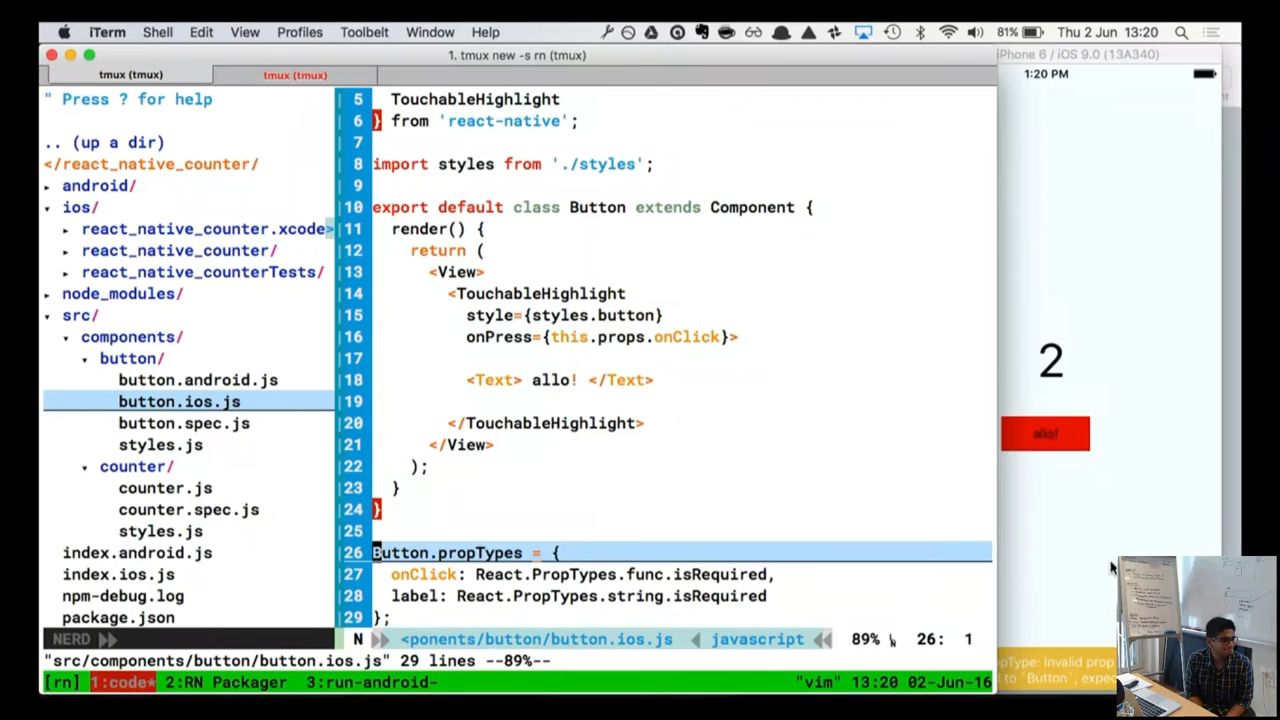 iTerm Shell Edit View Profiles Toolbelt Window Help 81% Thu 2 Jun 13:20
1. tmux new -s rn (tmux)
iPhone 6 / iOS 9.0 (13A340)
tmux (tmux) tmux (tmux)
1:20 PM
" Press ? for help
.. (up a dir)
</react_native_counter/
▸ android/
▾ ios/
▸ react_native_counter.xcode>
▸ react_native_counter/
▸ react_native_counterTests/
▸ node_modules/
▾ src/
▾ components/
▾ button/
button.android.js
button.ios.js
button.spec.js
styles.js
▾ counter/
counter.js
counter.spec.js
styles.js
index.android.js
index.ios.js
npm-debug.log
package.json
5 TouchableHighlight
6 } from 'react-native';
7
8 import styles from './styles';
9
10 export default class Button extends Component {
11 render() {
12 return (
13 <View>
14 <TouchableHighlight
15 style={styles.button}
16 onPress={this.props.onClick}>
17
18 <Text> allo! </Text>
19
20 </TouchableHighlight>
21 </View>
22 );
23 }
24 }
25
26 Button.propTypes = {
27 onClick: React.PropTypes.func.isRequired,
28 label: React.PropTypes.string.isRequired
29 };
NERD
N <ponents/button/button.ios.js javascript 89% 26: 1
"src/components/button/button.ios.js" 29 lines --89%--
[rn] 1:code* 2:RN Packager 3:run-android- "vim" 13:20 02-Jun-16
2
allo!
pType: Invalid prop
to `Button`, expec